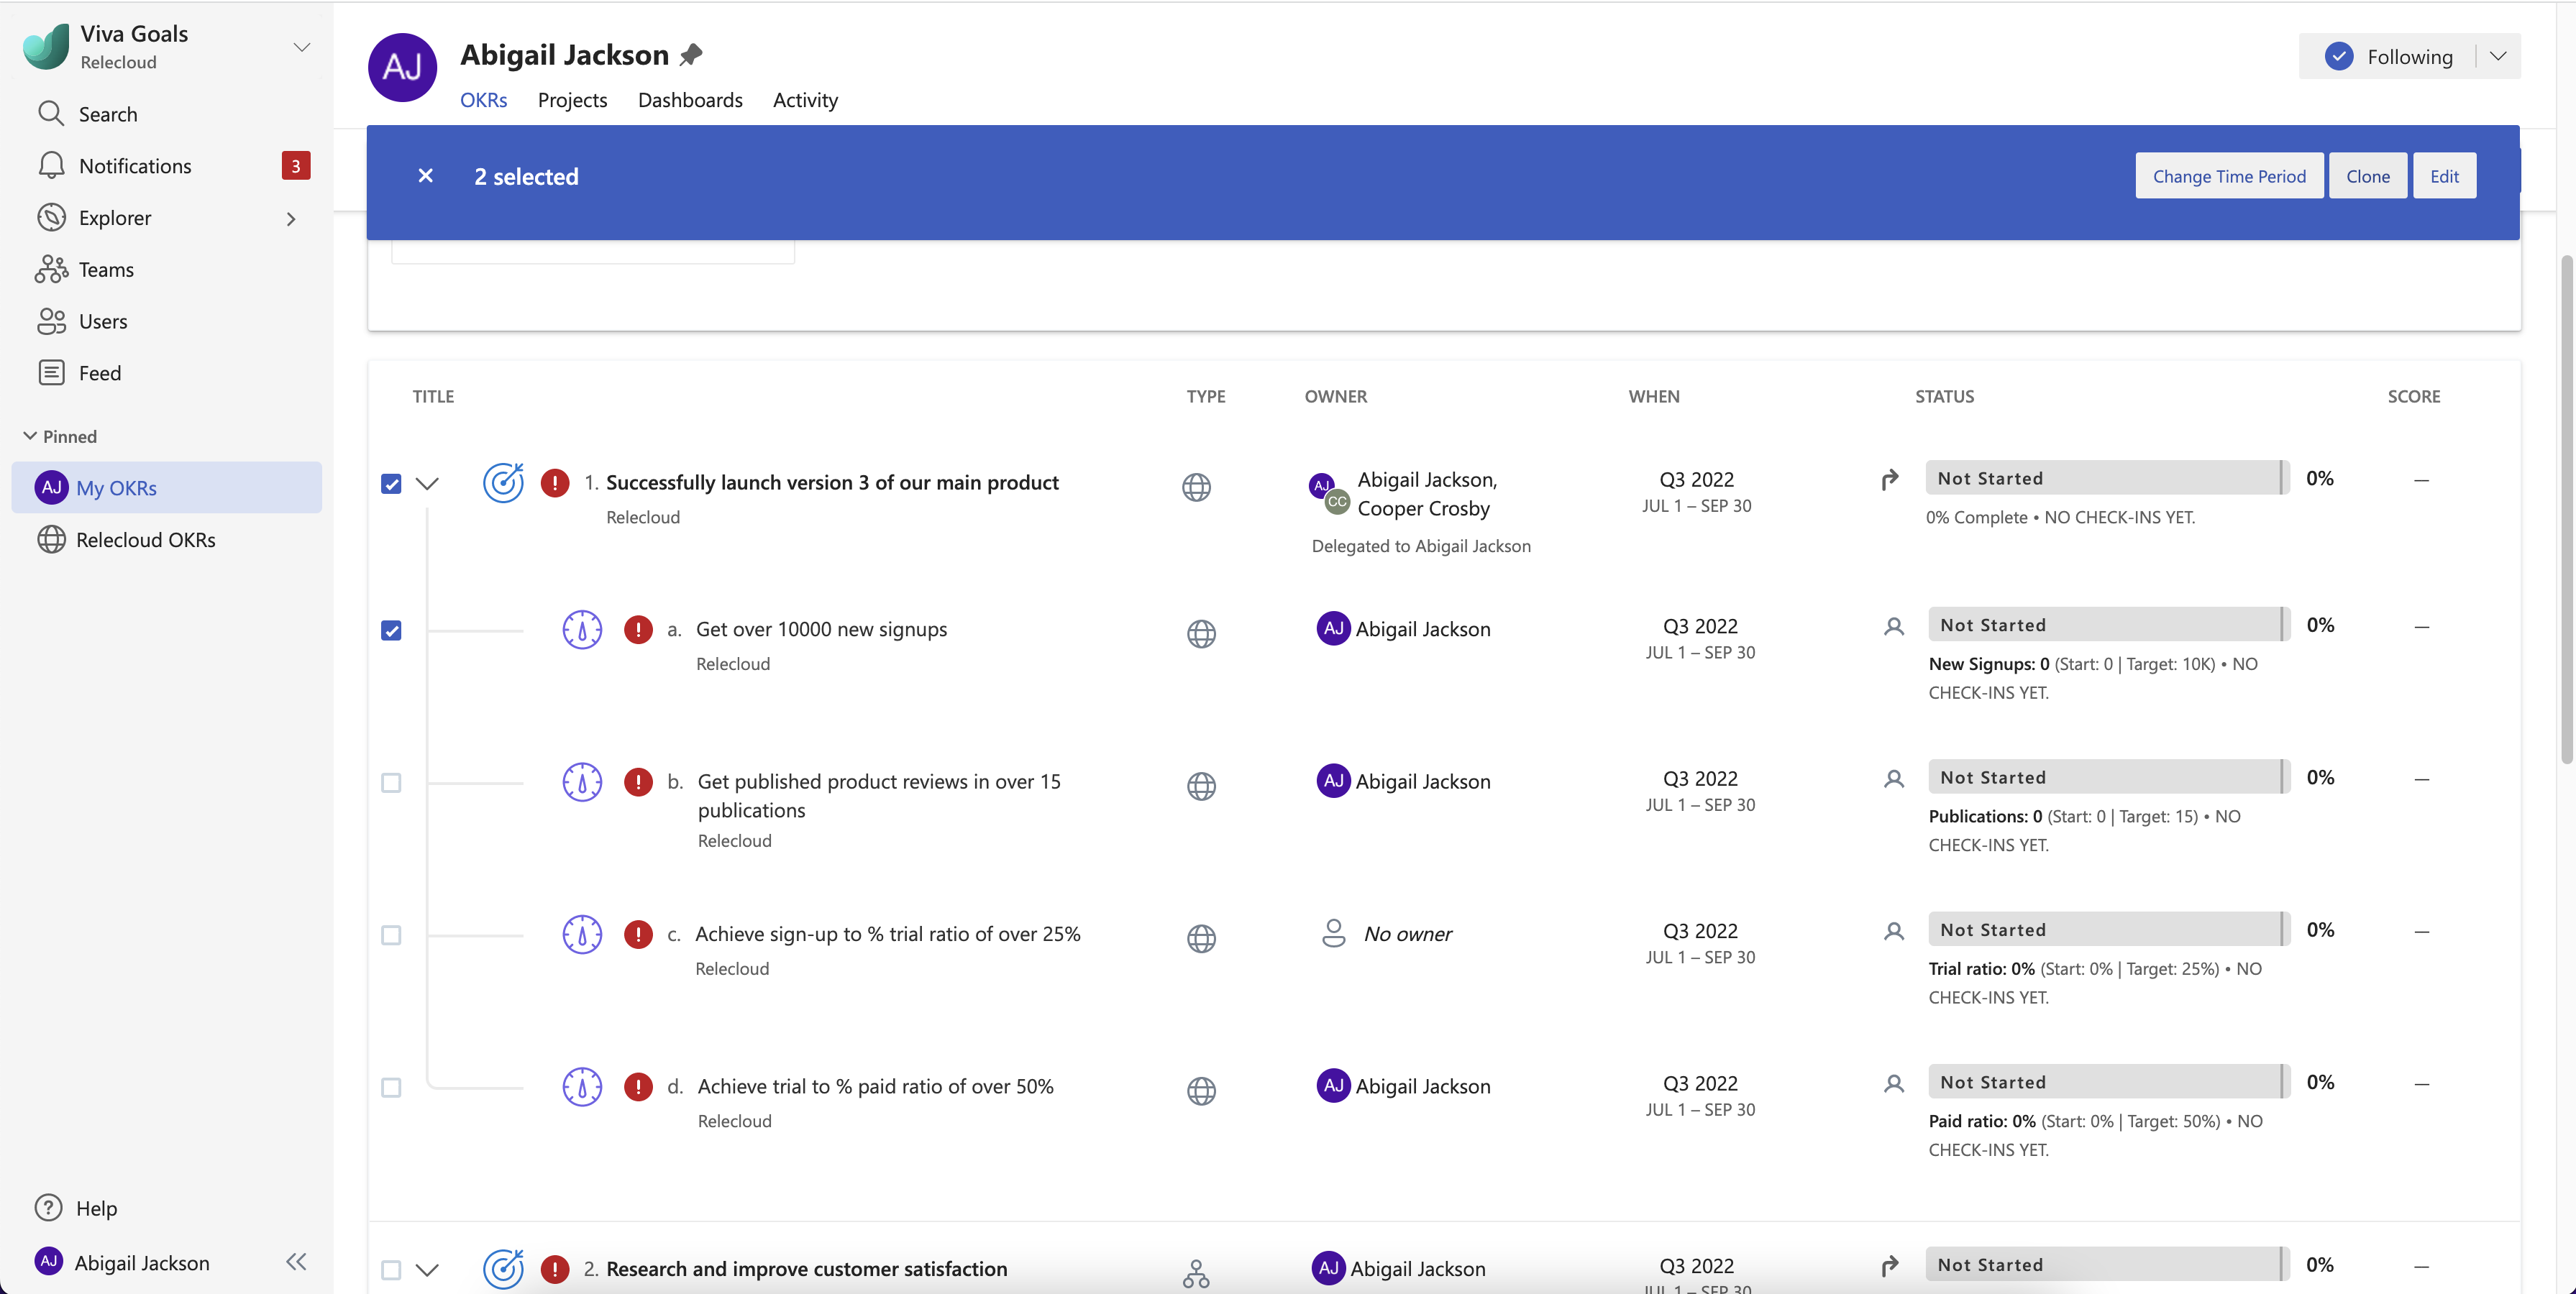 Viva Goals
Relecloud
Search
Notifications 3
Explorer
Teams
Users
Feed
Pinned
AJ My OKRs
Relecloud OKRs
Help
AJ Abigail Jackson
AJ Abigail Jackson
OKRs Projects Dashboards Activity
Following
2 selected
Change Time Period Clone Edit
TITLE TYPE OWNER WHEN STATUS SCORE
1. Successfully launch version 3 of our main product
Relecloud
AJ CC Abigail Jackson,
Cooper Crosby
Delegated to Abigail Jackson
Q3 2022
JUL 1 – SEP 30
Not Started 0% —
0% Complete • NO CHECK-INS YET.
a. Get over 10000 new signups
Relecloud
AJ Abigail Jackson
Q3 2022
JUL 1 – SEP 30
Not Started 0% —
New Signups: 0 (Start: 0 | Target: 10K) • NO
CHECK-INS YET.
b. Get published product reviews in over 15
publications
Relecloud
AJ Abigail Jackson
Q3 2022
JUL 1 – SEP 30
Not Started 0% —
Publications: 0 (Start: 0 | Target: 15) • NO
CHECK-INS YET.
c. Achieve sign-up to % trial ratio of over 25%
Relecloud
No owner
Q3 2022
JUL 1 – SEP 30
Not Started 0% —
Trial ratio: 0% (Start: 0% | Target: 25%) • NO
CHECK-INS YET.
d. Achieve trial to % paid ratio of over 50%
Relecloud
AJ Abigail Jackson
Q3 2022
JUL 1 – SEP 30
Not Started 0% —
Paid ratio: 0% (Start: 0% | Target: 50%) • NO
CHECK-INS YET.
2. Research and improve customer satisfaction
AJ Abigail Jackson
Q3 2022
JUL 1 – SEP 30
Not Started 0% —